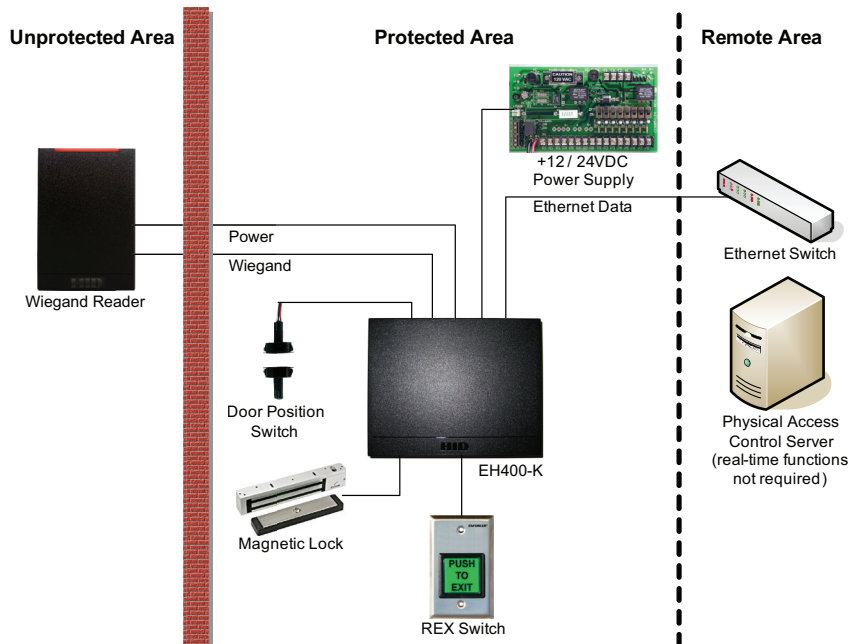 Unprotected Area
Protected Area
Remote Area
CAUTION
120 VAC
+12 / 24VDC
Power Supply
Ethernet Data
Power
Wiegand
Wiegand Reader
Ethernet Switch
Door Position
Switch
HID
EH400-K
Physical Access
Control Server
(real-time functions
not required)
Magnetic Lock
PUSH
TO
EXIT
REX Switch